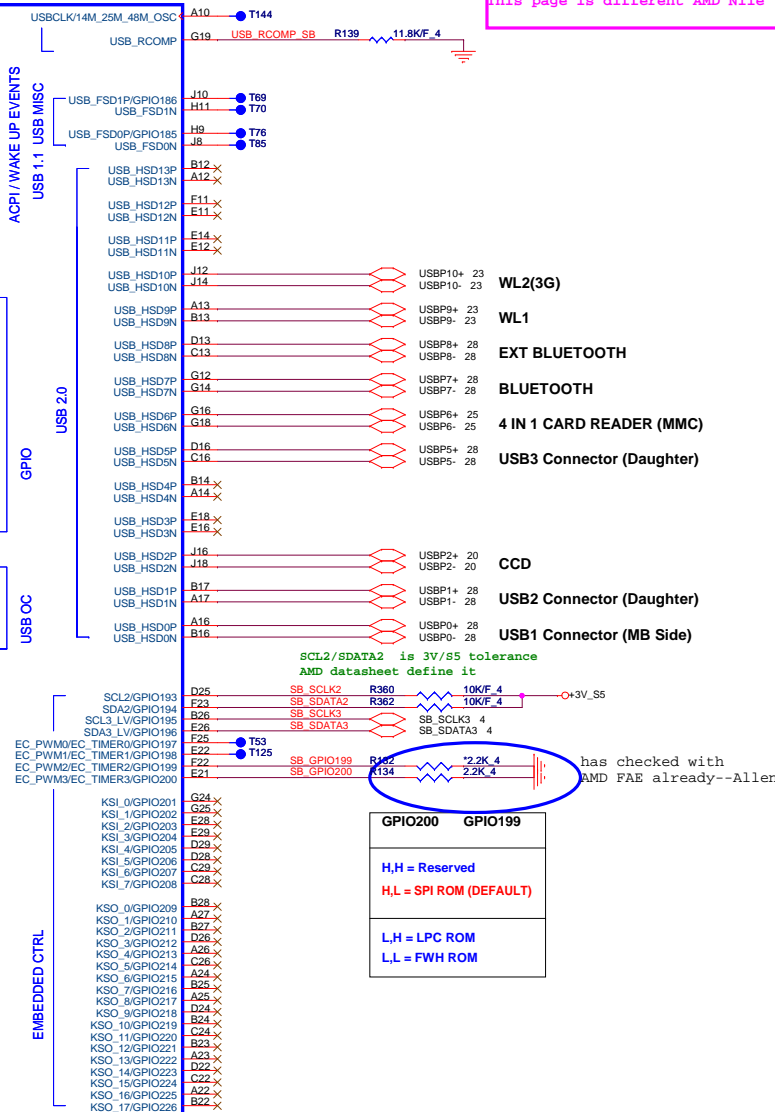 This page is different AMD Nile
USBCLK/14M_25M_48M_OSC A10 T144
USB_RCOMP G19 USB_RCOMP_SB R139 11.8K/F_4
ACPI / WAKE UP EVENTS
USB 1.1 USB MISC
USB_FSD1P/GPIO186 J10 T69
USB_FSD1N H11 T70
USB_FSD0P/GPIO185 H9 T76
USB_FSD0N J8 T85
USB 2.0
USB_HSD13P B12
USB_HSD13N A12
USB_HSD12P F11
USB_HSD12N E11
USB_HSD11P E14
USB_HSD11N E12
USB_HSD10P J12 USBP10+ 23
USB_HSD10N J14 USBP10- 23 WL2(3G)
USB_HSD9P A13 USBP9+ 23
USB_HSD9N B13 USBP9- 23 WL1
USB_HSD8P D13 USBP8+ 28
USB_HSD8N C13 USBP8- 28 EXT BLUETOOTH
USB_HSD7P G12 USBP7+ 28
USB_HSD7N G14 USBP7- 28 BLUETOOTH
USB_HSD6P G16 USBP6+ 25
USB_HSD6N G18 USBP6- 25 4 IN 1 CARD READER (MMC)
USB_HSD5P D16 USBP5+ 28
USB_HSD5N C16 USBP5- 28 USB3 Connector (Daughter)
GPIO
USB_HSD4P B14
USB_HSD4N A14
USB_HSD3P E18
USB_HSD3N E16
USB_HSD2P J16 USBP2+ 20
USB_HSD2N J18 USBP2- 20 CCD
USB OC
USB_HSD1P B17 USBP1+ 28
USB_HSD1N A17 USBP1- 28 USB2 Connector (Daughter)
USB_HSD0P A16 USBP0+ 28
USB_HSD0N B16 USBP0- 28 USB1 Connector (MB Side)
SCL2/SDATA2 is 3V/S5 tolerance
AMD datasheet define it
SCL2/GPIO193 D25 SB_SCLK2 R360 10K/F_4 +3V_S5
SDA2/GPIO194 F23 SB_SDATA2 R362 10K/F_4
SCL3_LV/GPIO195 B26 SB_SCLK3 SB_SCLK3 4
SDA3_LV/GPIO196 E26 SB_SDATA3 SB_SDATA3 4
EC_PWM0/EC_TIMER0/GPIO197 F25 T53
EC_PWM1/EC_TIMER1/GPIO198 E22 T125
EC_PWM2/EC_TIMER2/GPIO199 F22 SB_GPIO199 *2.2K_4
EC_PWM3/EC_TIMER3/GPIO200 E21 SB_GPIO200 R134 2.2K_4
has checked with
AMD FAE already--Allen
GPIO200 GPIO199
H,H = Reserved
H,L = SPI ROM (DEFAULT)
L,H = LPC ROM
L,L = FWH ROM
EMBEDDED CTRL
KSI_0/GPIO201 G24
KSI_1/GPIO202 G25
KSI_2/GPIO203 E28
KSI_3/GPIO204 E29
KSI_4/GPIO205 D29
KSI_5/GPIO206 D28
KSI_6/GPIO207 C29
KSI_7/GPIO208 C28
KSO_0/GPIO209 B28
KSO_1/GPIO210 A27
KSO_2/GPIO211 B27
KSO_3/GPIO212 D26
KSO_4/GPIO213 A26
KSO_5/GPIO214 C26
KSO_6/GPIO215 A24
KSO_7/GPIO216 B25
KSO_8/GPIO217 A25
KSO_9/GPIO218 D24
KSO_10/GPIO219 B24
KSO_11/GPIO220 C24
KSO_12/GPIO221 B23
KSO_13/GPIO222 A23
KSO_14/GPIO223 D22
KSO_15/GPIO224 C22
KSO_16/GPIO225 A22
KSO_17/GPIO226 B22